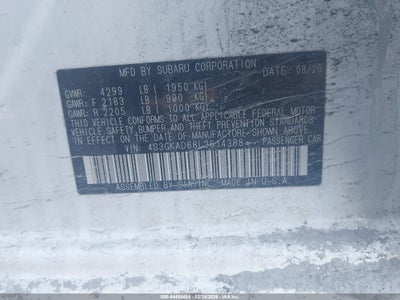 MFD BY SUBARU CORPORATION DATE: 08/20
GVWR: 4299 LB ( 1950 KG)
GAWR: F 2183 LB ( 990 KG)
GAWR: R 2205 LB ( 1000 KG)
THIS VEHICLE CONFORMS TO ALL APPLICABLE FEDERAL MOTOR
VEHICLE SAFETY, BUMPER AND THEFT PREVENTION
STANDARDS IN EFFECT ON THE DATE OF
MANUFACTURE SHOWN ABOVE.
VIN: PASSENGER CAR
ASSEMBLED BY SIA INC. MADE IN U.S.A.